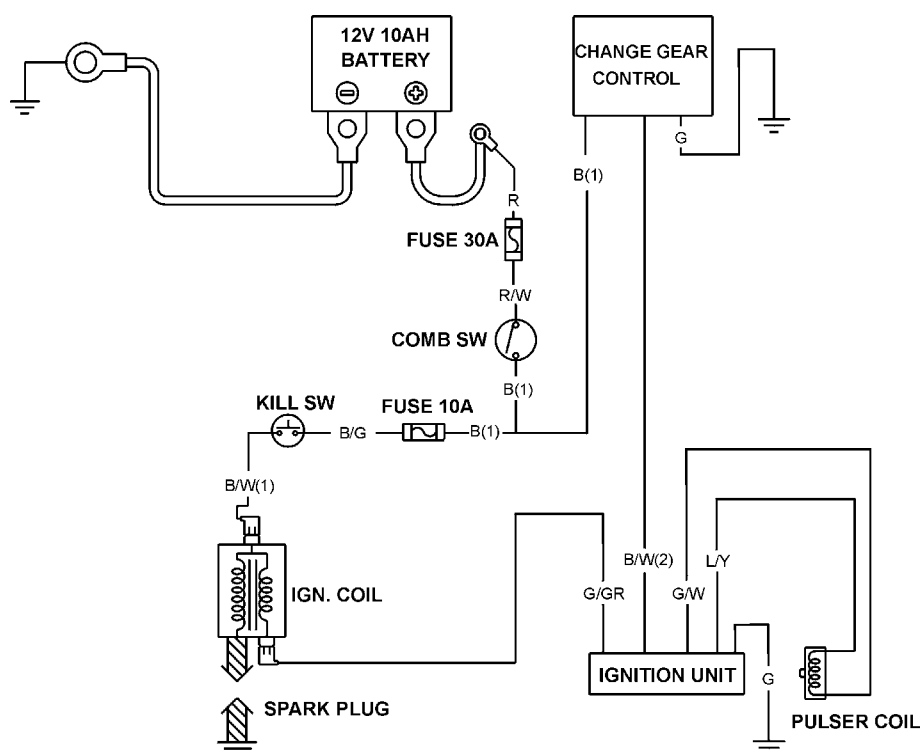 12V 10AH
BATTERY
CHANGE GEAR
CONTROL
G
B(1)
R
FUSE 30A
R/W
COMB SW
B(1)
KILL SW
FUSE 10A
B/G
B(1)
B/W(1)
B/W(2)
L/Y
G/GR
G/W
IGN. COIL
IGNITION UNIT
G
SPARK PLUG
PULSER COIL